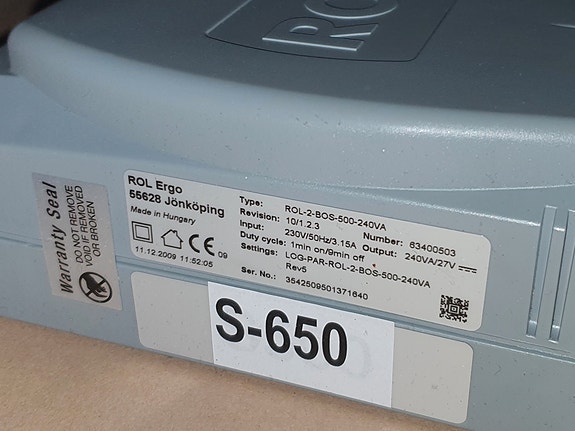 RO
Warranty Seal
DO NOT REMOVE
VOID IF REMOVED
OR BROKEN
ROL Ergo
55628 Jönköping
Made in Hungary
CE 09
11.12.2009 11:52:05
Type: ROL-2-BOS-500-240VA
Revision: 10/1.2.3 Number: 63400503
Input: 230V/50Hz/3.15A Output: 240VA/27V
Duty cycle: 1min on/9min off
Settings: LOG-PAR-ROL-2-BOS-500-240VA
Rev5
Ser. No.: 3542509501371640
S-650